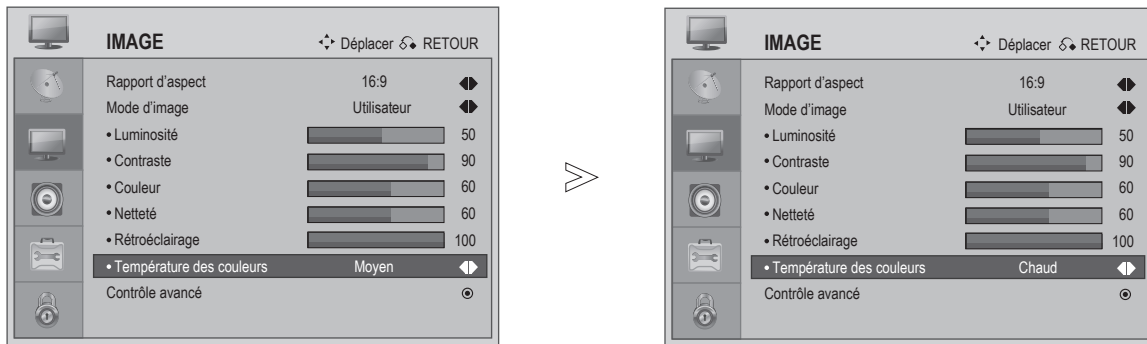 IMAGE Déplacer RETOUR
Rapport d'aspect 16:9
Mode d'image Utilisateur
• Luminosité 50
• Contraste 90
• Couleur 60
• Netteté 60
• Rétroéclairage 100
• Température des couleurs Moyen
Contrôle avancé
>
IMAGE Déplacer RETOUR
Rapport d'aspect 16:9
Mode d'image Utilisateur
• Luminosité 50
• Contraste 90
• Couleur 60
• Netteté 60
• Rétroéclairage 100
• Température des couleurs Chaud
Contrôle avancé